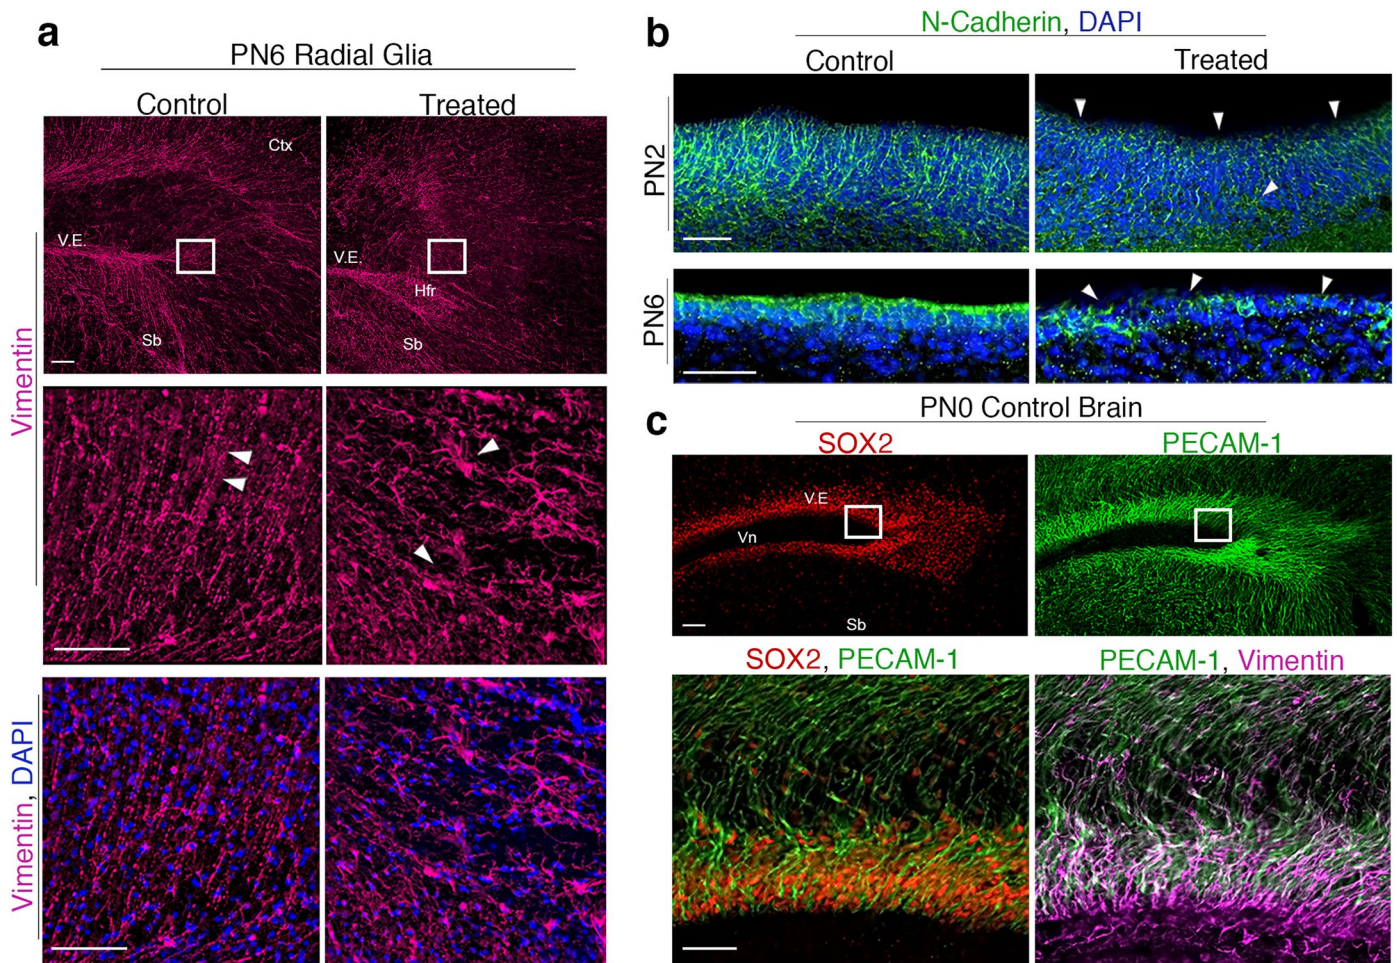 a
PN6 Radial Glia
Control
Treated
Ctx
V.E.
Sb
V.E.
Hfr
Sb
Vimentin
Vimentin, DAPI
b
N-Cadherin, DAPI
Control
Treated
PN2
PN6
c
PN0 Control Brain
SOX2
PECAM-1
V.E
Vn
Sb
SOX2, PECAM-1
PECAM-1, Vimentin